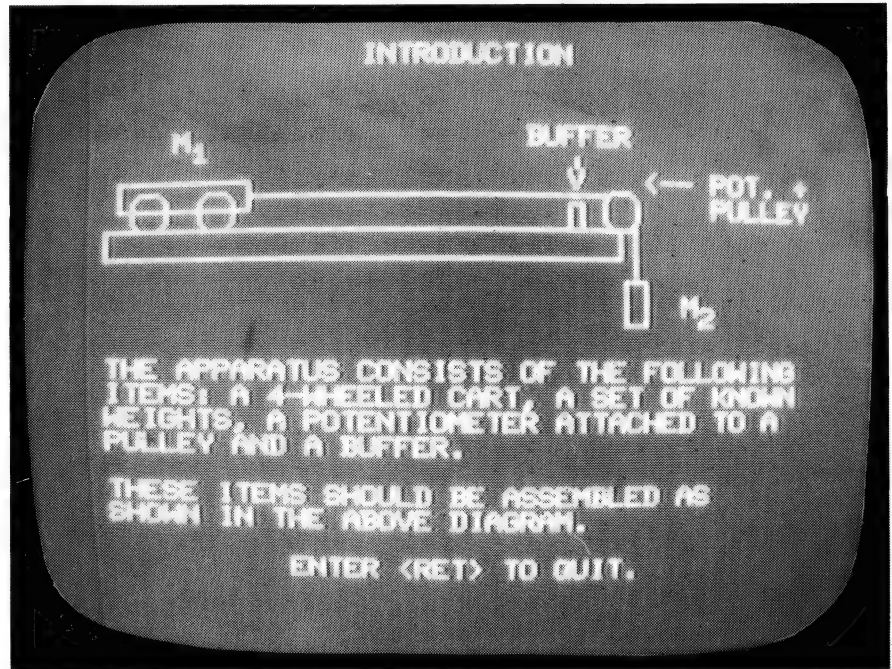 INTRODUCTION
M1
BUFFER
<— POT. +
PULLEY
M2
THE APPARATUS CONSISTS OF THE FOLLOWING
ITEMS: A 4-WHEELED CART, A SET OF KNOWN
WEIGHTS, A POTENTIOMETER ATTACHED TO A
PULLEY AND A BUFFER.
THESE ITEMS SHOULD BE ASSEMBLED AS
SHOWN IN THE ABOVE DIAGRAM.
ENTER <RET> TO QUIT.